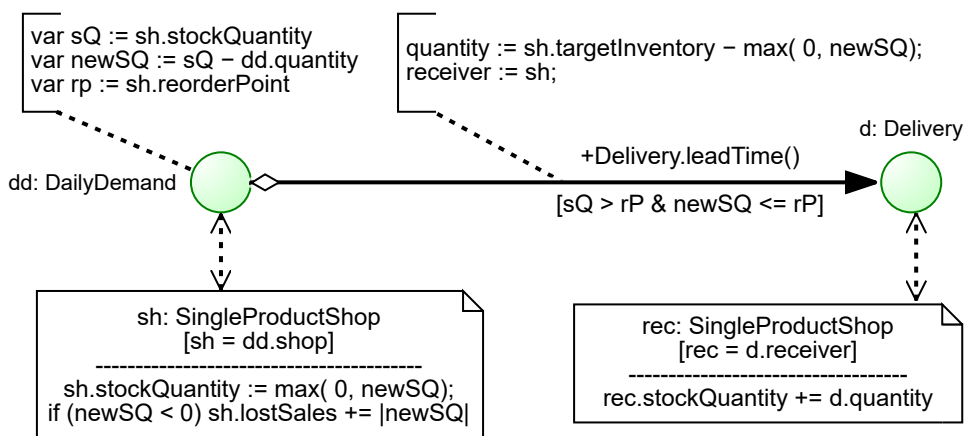 var sQ := sh.stockQuantity
var newSQ := sQ − dd.quantity
var rp := sh.reorderPoint
quantity := sh.targetInventory − max( 0, newSQ);
receiver := sh;
d: Delivery
+Delivery.leadTime()
dd: DailyDemand
[sQ > rP & newSQ <= rP]
sh: SingleProductShop
[sh = dd.shop]
------------------------------------------
sh.stockQuantity := max( 0, newSQ);
if (newSQ < 0) sh.lostSales += |newSQ|
rec: SingleProductShop
[rec = d.receiver]
------------------------------------
rec.stockQuantity += d.quantity